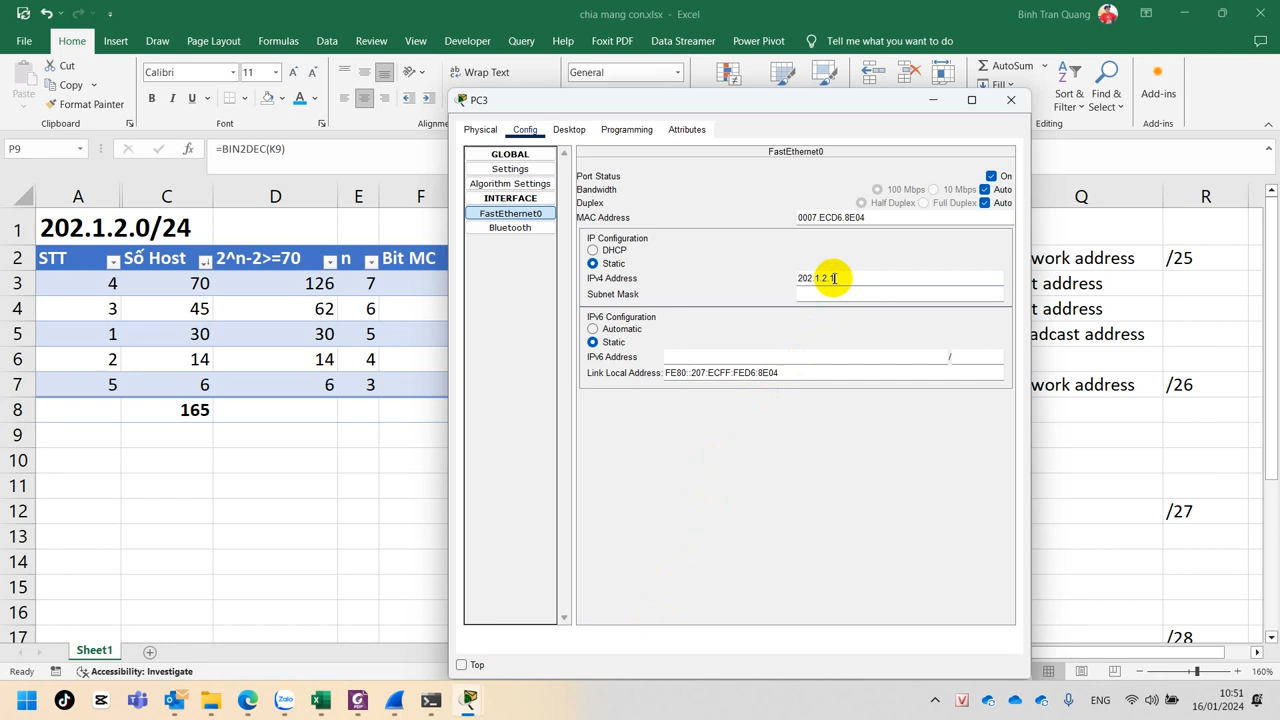 chia mang con.xlsx - Excel
Binh Tran Quang
File Home Insert Draw Page Layout Formulas Data Review View Developer Query Help Foxit PDF Data Streamer Power Pivot Tell me what you want to do
Paste
Cut
Copy
Format Painter
Clipboard
Calibri 11
B I U
Font
Wrap Text
General
AutoSum
Fill
Sort & Filter
Find & Select
Editing
Add-ins
Add-ins
P9
fx =BIN2DEC(K9)
A C D E F Q R
1 202.1.2.0/24
2 STT Số Host 2^n-2>=70 n Bit MC work address /25
3 4 70 126 7 t address
4 3 45 62 6 t address
5 1 30 30 5 dcast address
6 2 14 14 4
7 5 6 6 3 work address /26
8 165
9
10
11
12 /27
13
14
15
16
17 /28
PC3
Physical Config Desktop Programming Attributes
GLOBAL
Settings
Algorithm Settings
INTERFACE
FastEthernet0
Bluetooth
FastEthernet0
Port Status On
Bandwidth 100 Mbps 10 Mbps Auto
Duplex Half Duplex Full Duplex Auto
MAC Address 0007.ECD6.8E04
IP Configuration
DHCP
Static
IPv4 Address 202.1.2.1
Subnet Mask
IPv6 Configuration
Automatic
Static
IPv6 Address /
Link Local Address: FE80::207:ECFF:FED6:8E04
Top
Sheet1
Ready Accessibility: Investigate 160%
Zalo
ENG
10:51
16/01/2024